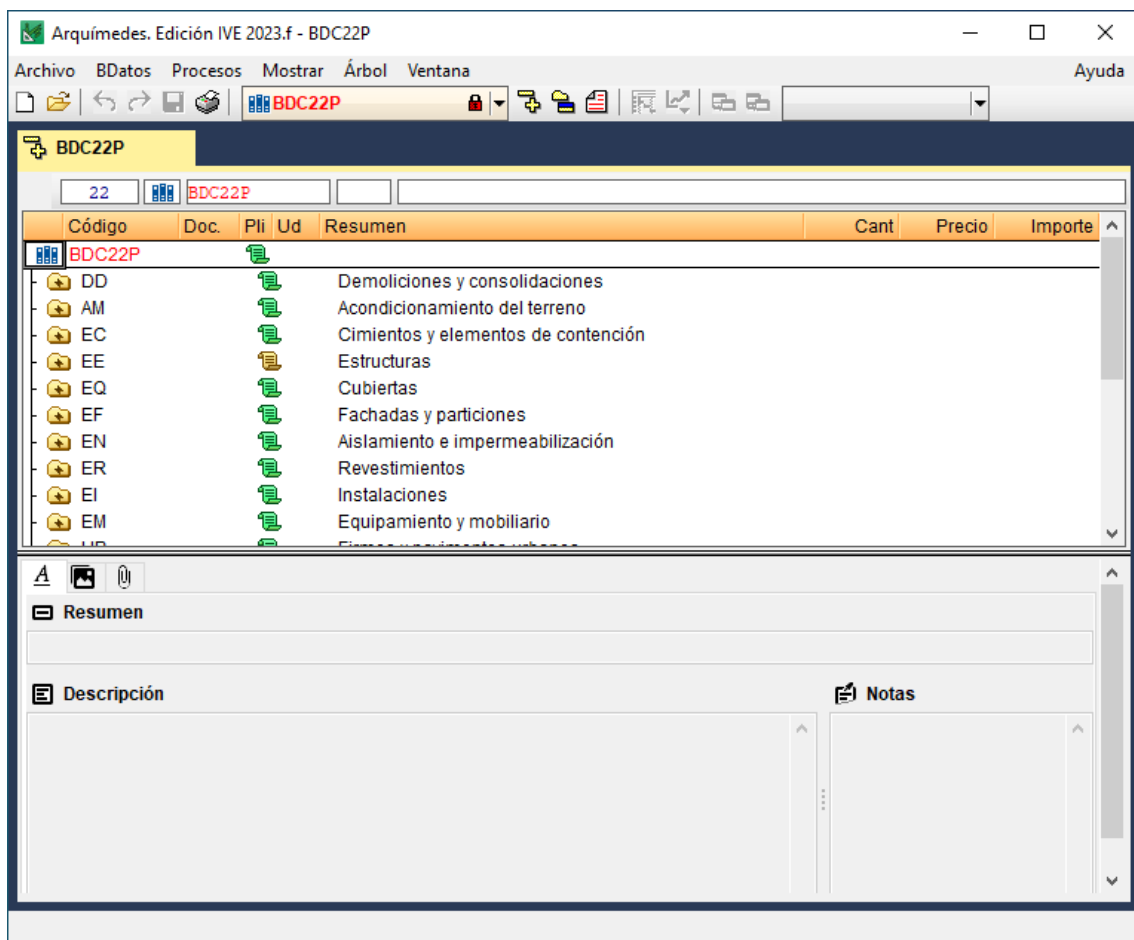 Arquímedes. Edición IVE 2023.f - BDC22P
Archivo BDatos Procesos Mostrar Árbol Ventana Ayuda
BDC22P
BDC22P
22 BDC22P
Código Doc. Pli Ud Resumen Cant Precio Importe
BDC22P
DD Demoliciones y consolidaciones
AM Acondicionamiento del terreno
EC Cimientos y elementos de contención
EE Estructuras
EQ Cubiertas
EF Fachadas y particiones
EN Aislamiento e impermeabilización
ER Revestimientos
EI Instalaciones
EM Equipamiento y mobiliario
Firmes y pavimentos urbanos
A
Resumen
Descripción Notas